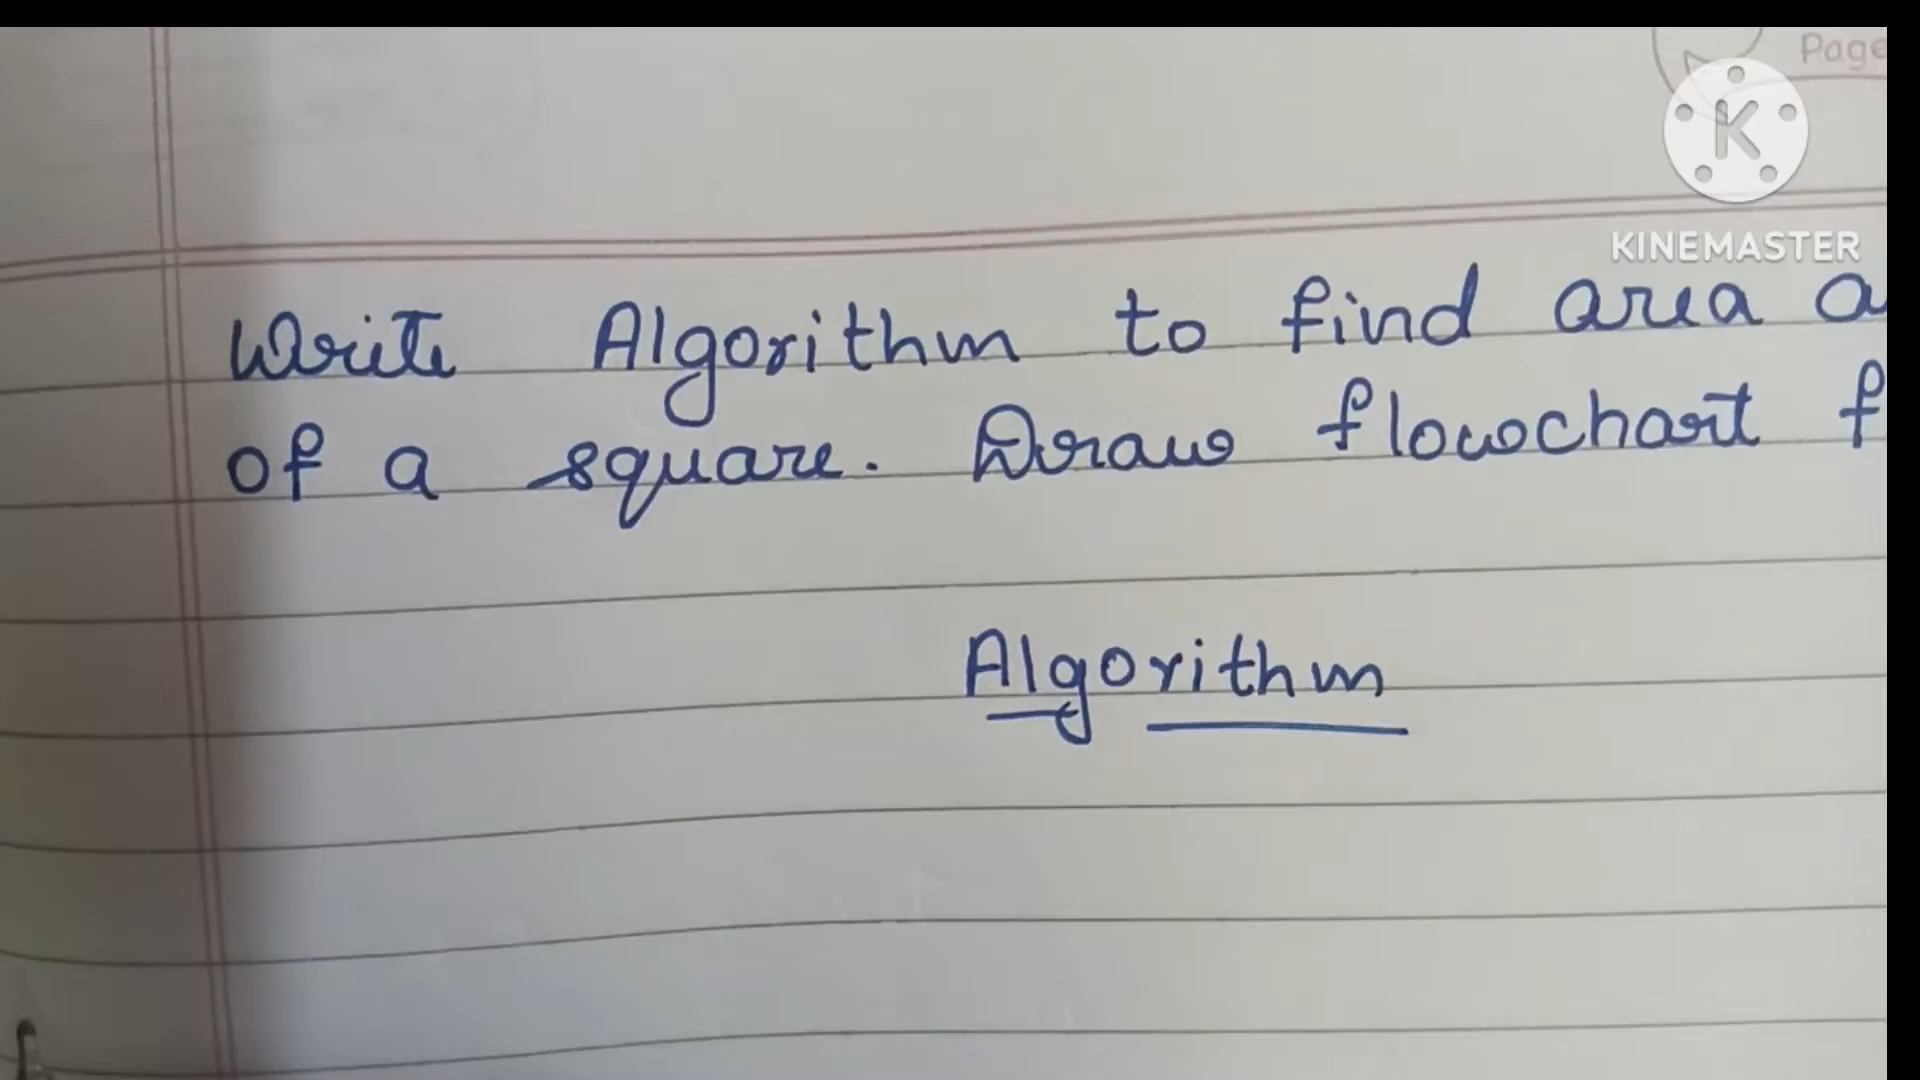 Page
K
KINEMASTER
Write Algorithm to find area a
of a square. Draw flowchart f
Algorithm